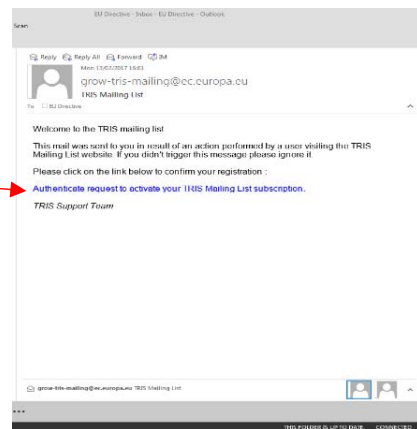 EU Directive - Inbox - EU Directive - Outlook
Scan
Reply Reply All Forward IM
Mon 13/02/2017 16:01
grow-tris-mailing@ec.europa.eu
TRIS Mailing List
To EU Directive
Welcome to the TRIS mailing list
This mail was sent to you in result of an action performed by a user visiting the TRIS
Mailing List website. If you didn't trigger this message please ignore it
Please click on the link below to confirm your registration :
Authenticate request to activate your TRIS Mailing List subscription.
TRIS Support Team
grow-tris-mailing@ec.europa.eu TRIS Mailing List
THIS FOLDER IS UP TO DATE. CONNECTED